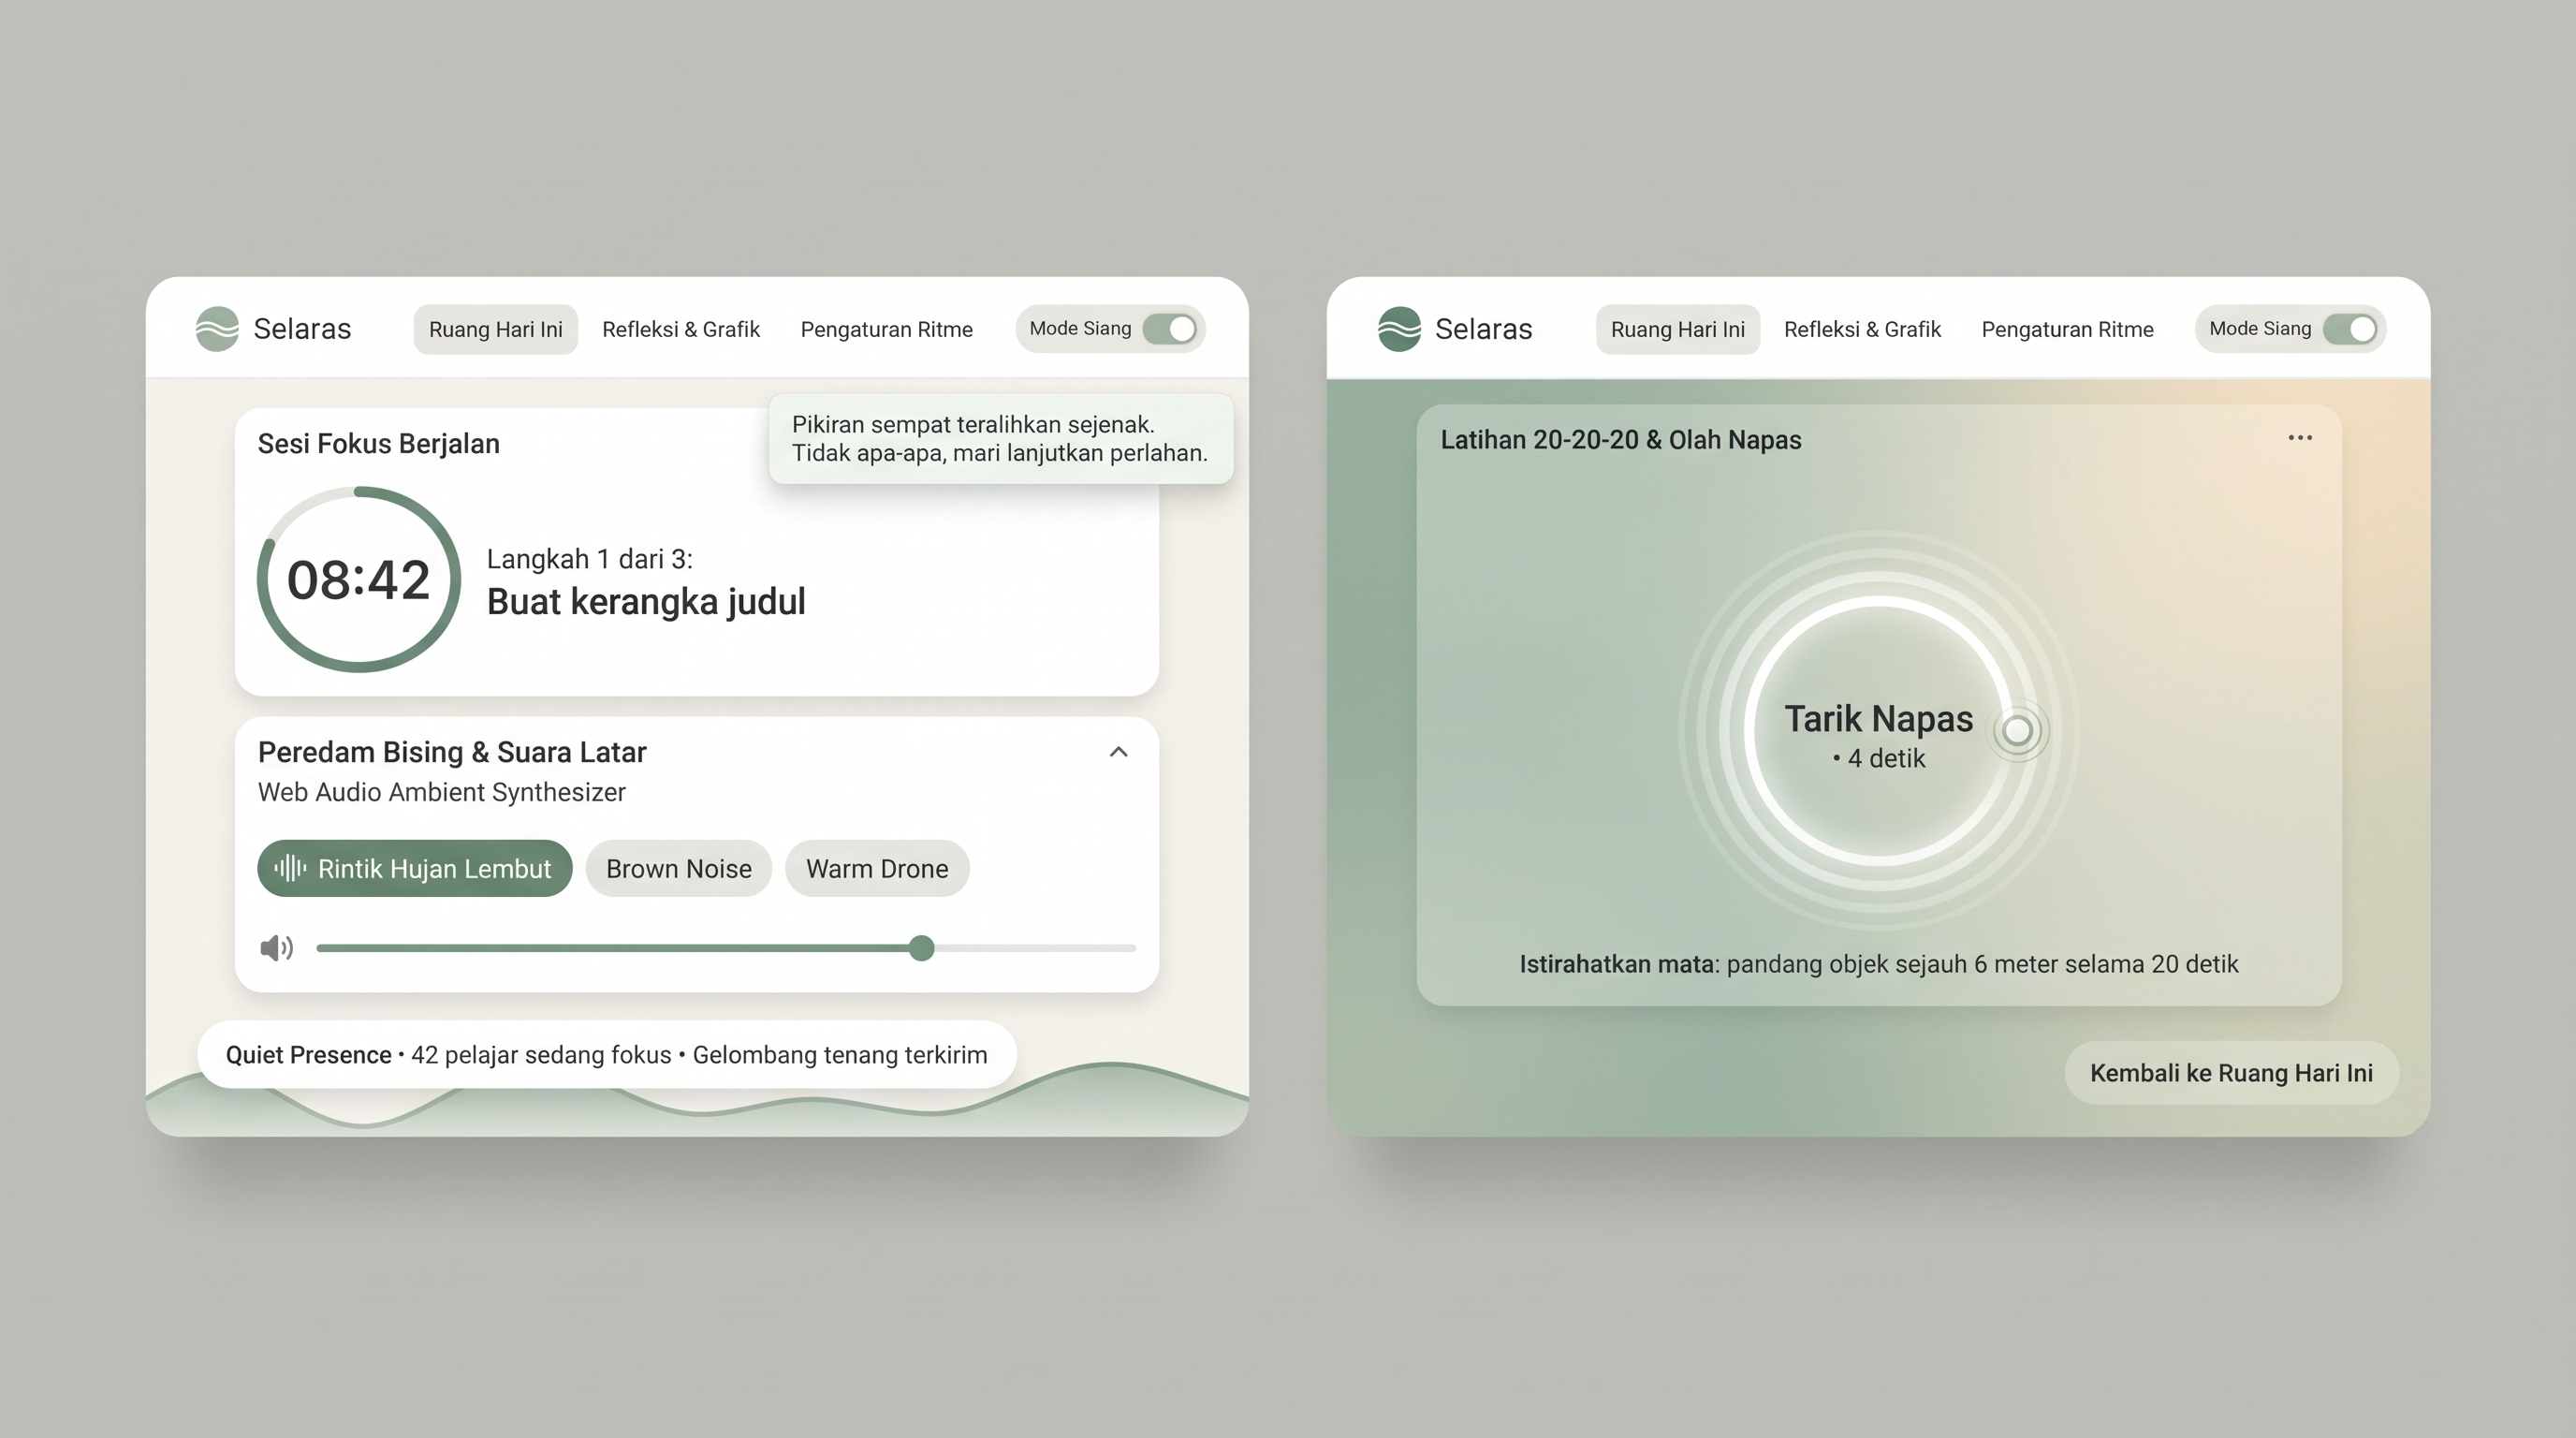 Selaras
Ruang Hari Ini
Refleksi & Grafik
Pengaturan Ritme
Mode Siang
Pikiran sempat teralihkan sejenak.
Tidak apa-apa, mari lanjutkan perlahan.
Sesi Fokus Berjalan
08:42
Langkah 1 dari 3:
Buat kerangka judul
Peredam Bising & Suara Latar
Web Audio Ambient Synthesizer
Rintik Hujan Lembut
Brown Noise
Warm Drone
Quiet Presence • 42 pelajar sedang fokus • Gelombang tenang terkirim
Selaras
Ruang Hari Ini
Refleksi & Grafik
Pengaturan Ritme
Mode Siang
Latihan 20-20-20 & Olah Napas
Tarik Napas
• 4 detik
Istirahatkan mata: pandang objek sejauh 6 meter selama 20 detik
Kembali ke Ruang Hari Ini